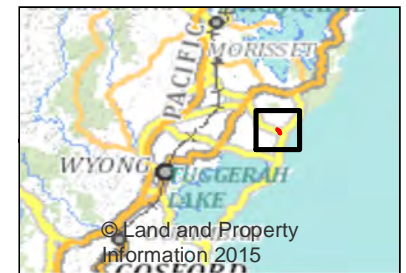 MORISSET
PACIFIC
WYONG
TUGGERAH
LAKE
© Land and Property
Information 2015
GOSFORD